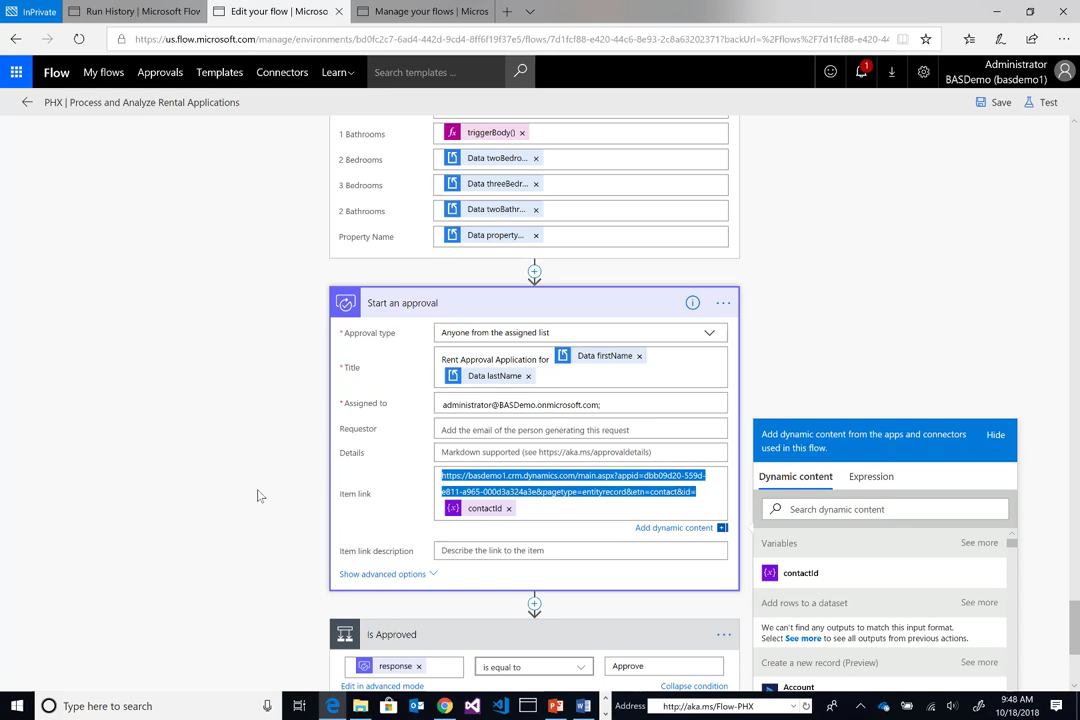 InPrivate
Run History | Microsoft Flow
Edit your flow | Microso
Manage your flows | Micros
https://us.flow.microsoft.com/manage/environments/bd0fc2c7-6ad4-442d-9cd4-8ff6f19f37e5/flows/7d1fcf88-e420-44c6-8e93-2c8a63202371?backUrl=%2Fflows%2F7d1fcf88-e420-44
Flow
My flows
Approvals
Templates
Connectors
Learn
Search templates ...
1
Administrator
BASDemo (basdemo1)
PHX | Process and Analyze Rental Applications
Save
Test
1 Bathrooms
fx triggerBody() x
2 Bedrooms
Data twoBedro... x
3 Bedrooms
Data threeBedr... x
2 Bathrooms
Data twoBathr... x
Property Name
Data property... x
Start an approval
* Approval type
Anyone from the assigned list
* Title
Rent Approval Application for Data firstName x
Data lastName x
* Assigned to
administrator@BASDemo.onmicrosoft.com;
Requestor
Add the email of the person generating this request
Details
Markdown supported (see https://aka.ms/approvaldetails)
Item link
https://basdemo1.crm.dynamics.com/main.aspx?appid=dbb09d20-559d-
e811-a965-000d3a324a3e&pagetype=entityrecord&etn=contact&id=
{x} contactId x
Add dynamic content
Item link description
Describe the link to the item
Show advanced options
Is Approved
response x
is equal to
Approve
Edit in advanced mode
Collapse condition
Add dynamic content from the apps and connectors
used in this flow.
Hide
Dynamic content
Expression
Search dynamic content
Variables
See more
{x} contactId
Add rows to a dataset
See more
We can't find any outputs to match this input format.
Select See more to see all outputs from previous actions.
Create a new record (Preview)
See more
Account
Type here to search
Address
http://aka.ms/Flow-PHX
9:48 AM
10/18/2018